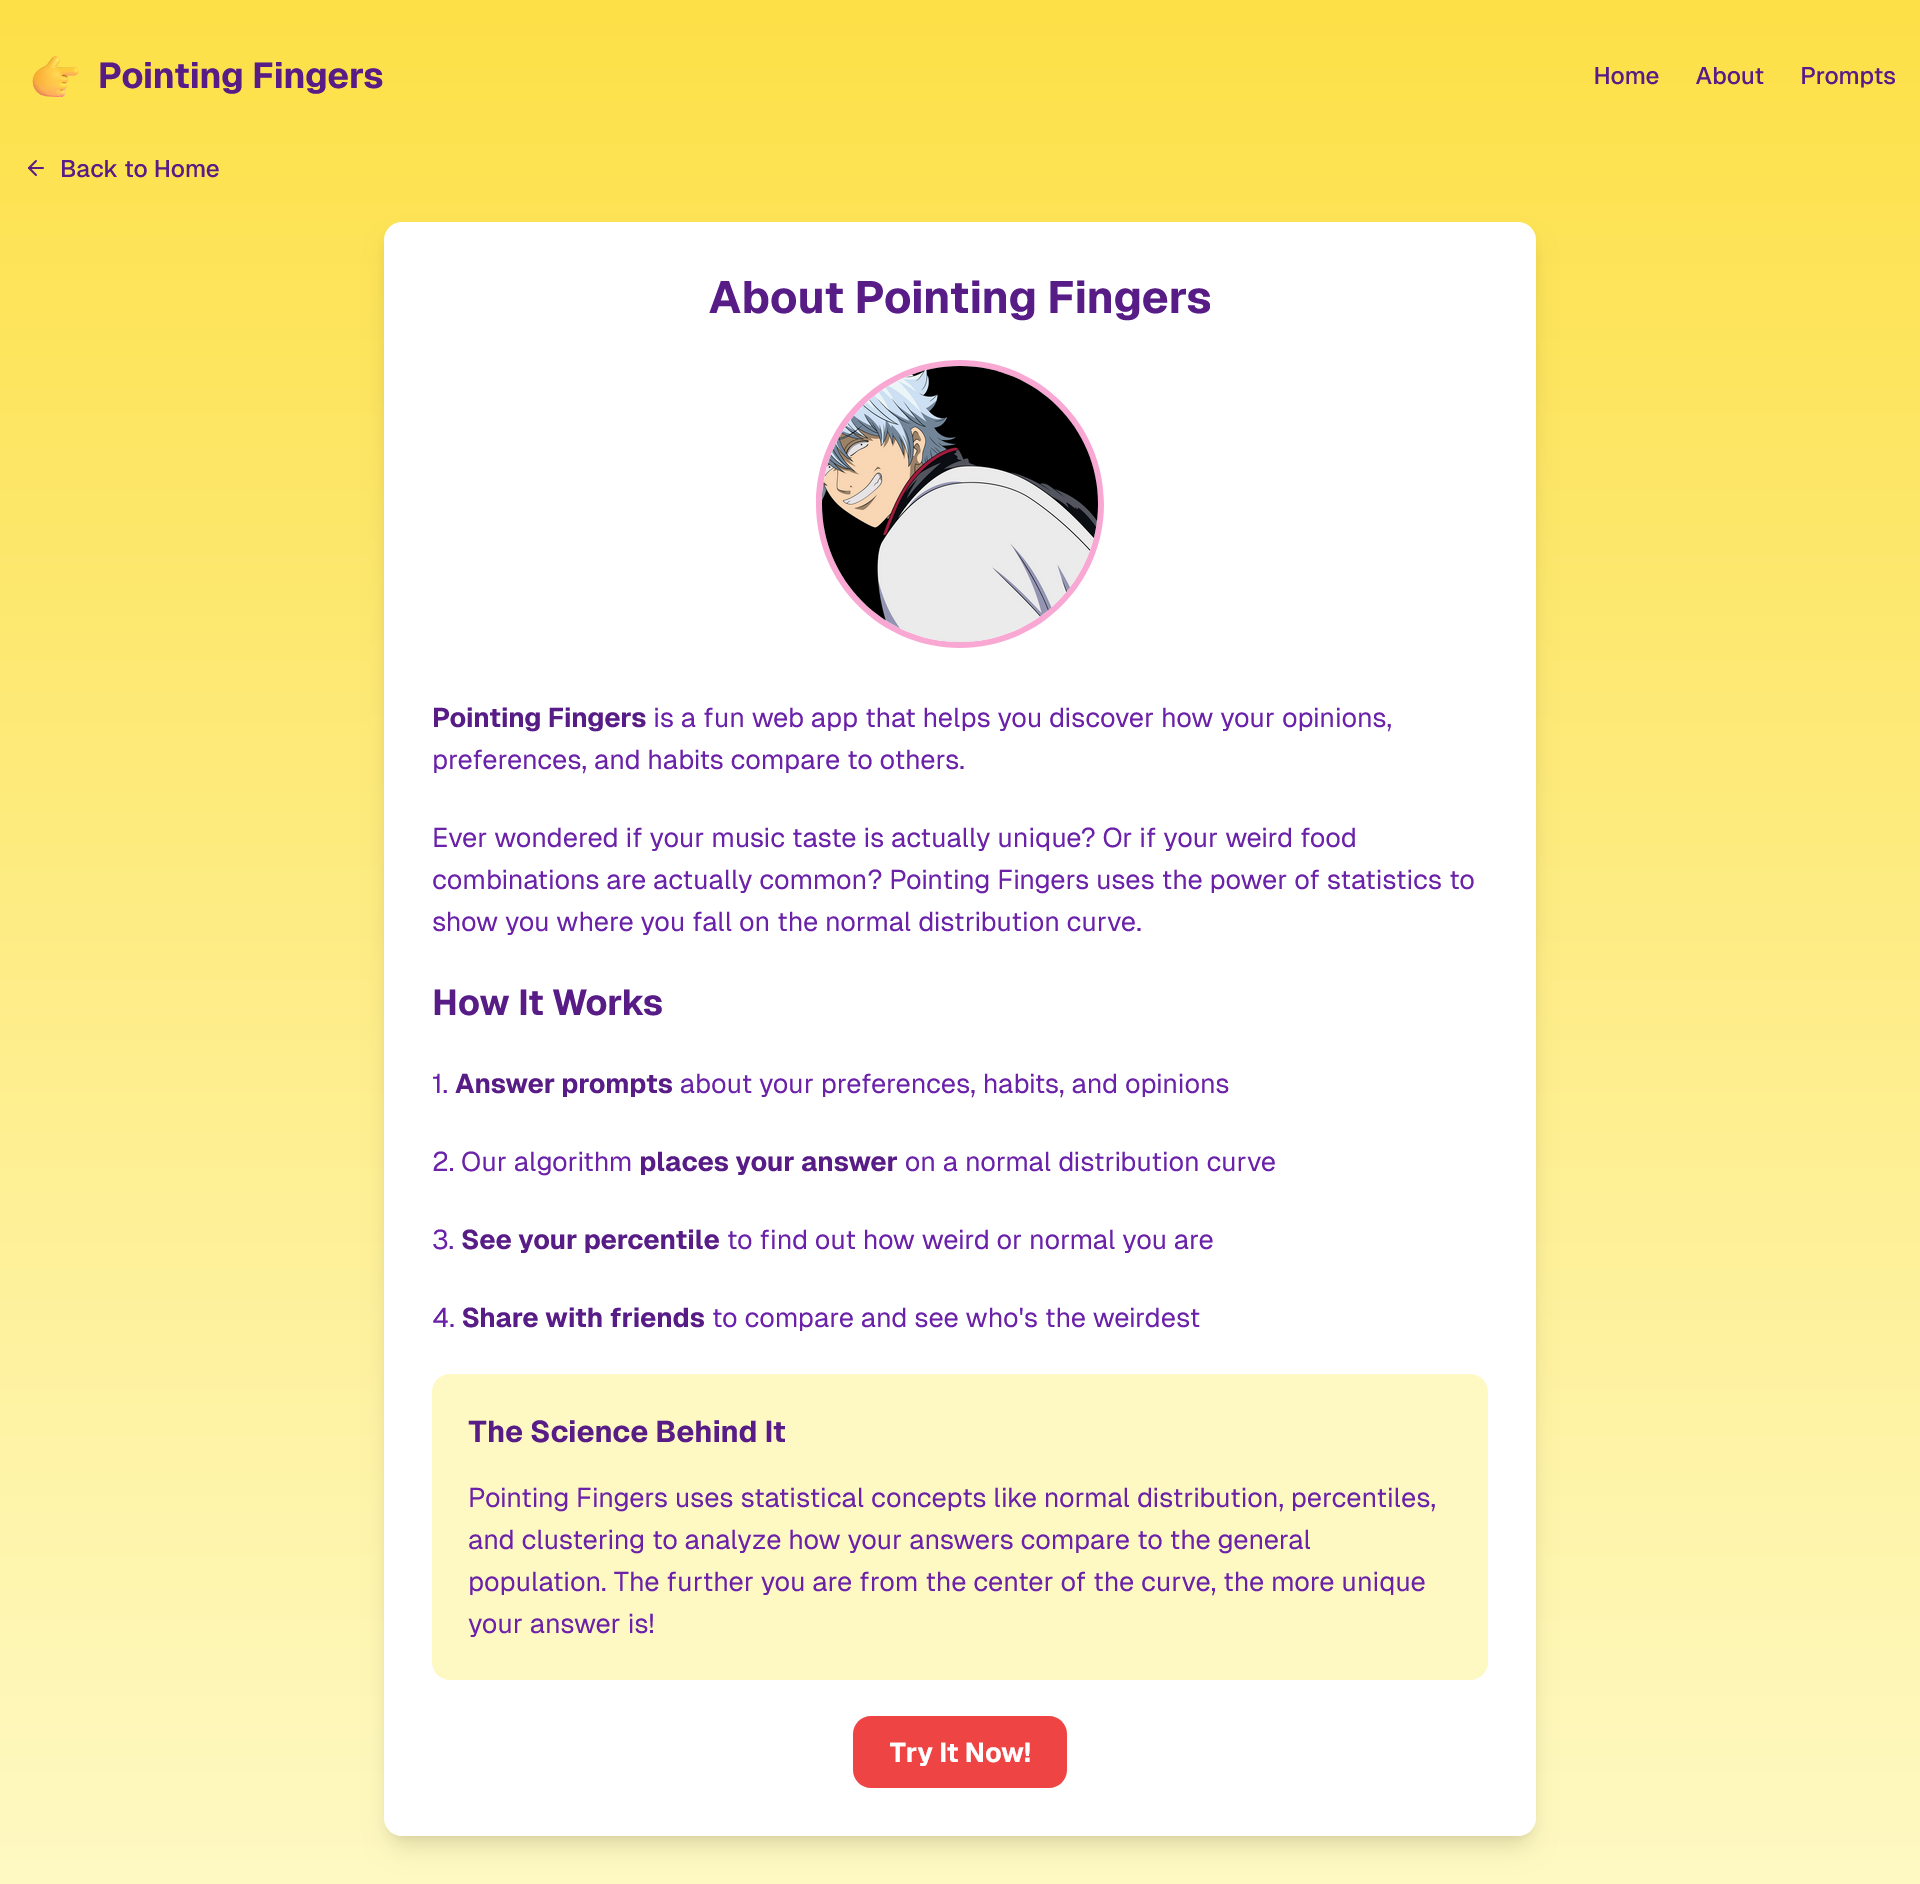 Pointing Fingers
Home About Prompts
Back to Home
About Pointing Fingers
Pointing Fingers is a fun web app that helps you discover how your opinions,
preferences, and habits compare to others.
Ever wondered if your music taste is actually unique? Or if your weird food
combinations are actually common? Pointing Fingers uses the power of statistics to
show you where you fall on the normal distribution curve.
How It Works
1. Answer prompts about your preferences, habits, and opinions
2. Our algorithm places your answer on a normal distribution curve
3. See your percentile to find out how weird or normal you are
4. Share with friends to compare and see who's the weirdest
The Science Behind It
Pointing Fingers uses statistical concepts like normal distribution, percentiles,
and clustering to analyze how your answers compare to the general
population. The further you are from the center of the curve, the more unique
your answer is!
Try It Now!